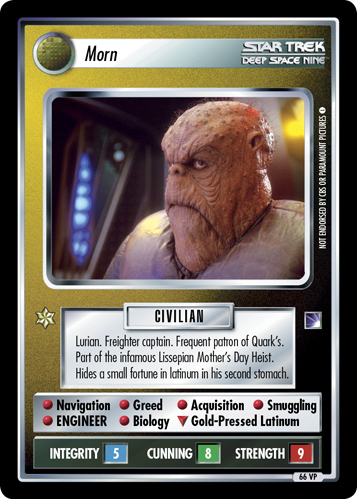 Morn
STAR TREK
DEEP SPACE NINE
NOT ENDORSED BY CBS OR PARAMOUNT PICTURES
CIVILIAN
Lurian. Freighter captain. Frequent patron of Quark's.
Part of the infamous Lissepian Mother's Day Heist.
Hides a small fortune in latinum in his second stomach.
Navigation Greed Acquisition Smuggling
ENGINEER Biology Gold-Pressed Latinum
INTEGRITY 5 CUNNING 8 STRENGTH 9
66 VP